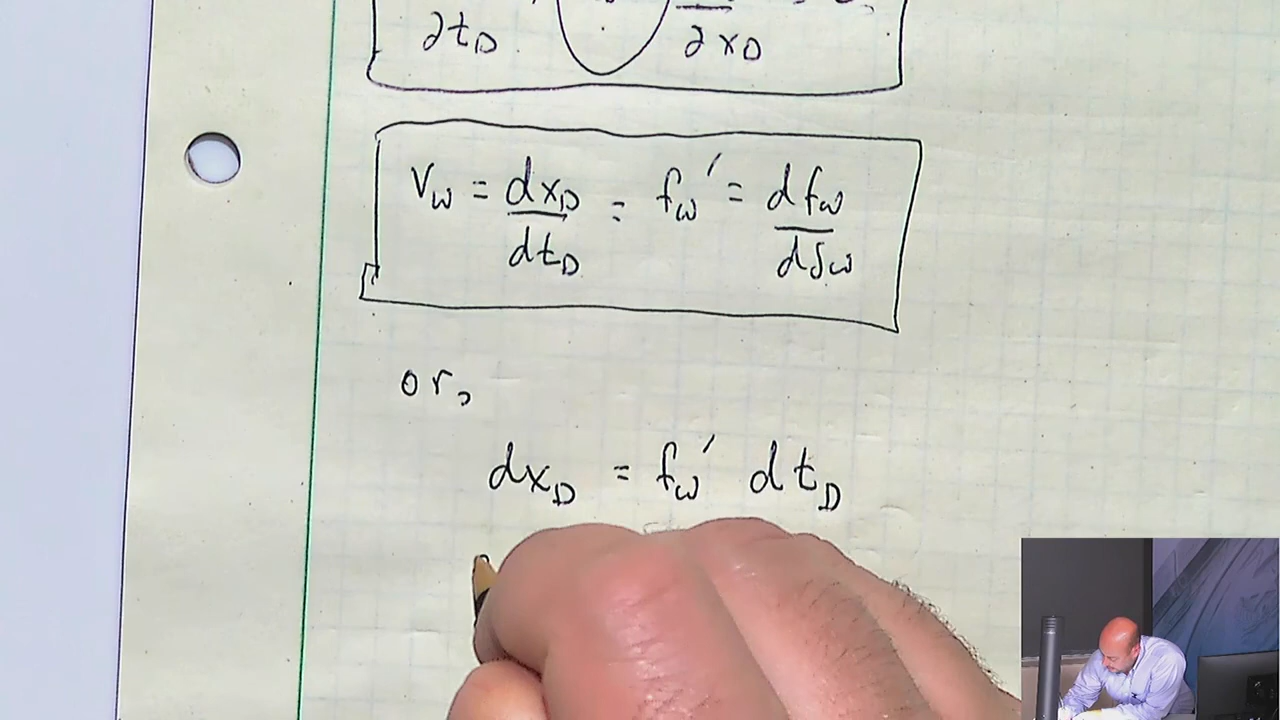 ∂t_D ∂x_D
v_w = dx_D/dt_D = f_w' = df_w/dS_w
or,
dx_D = f_w' dt_D